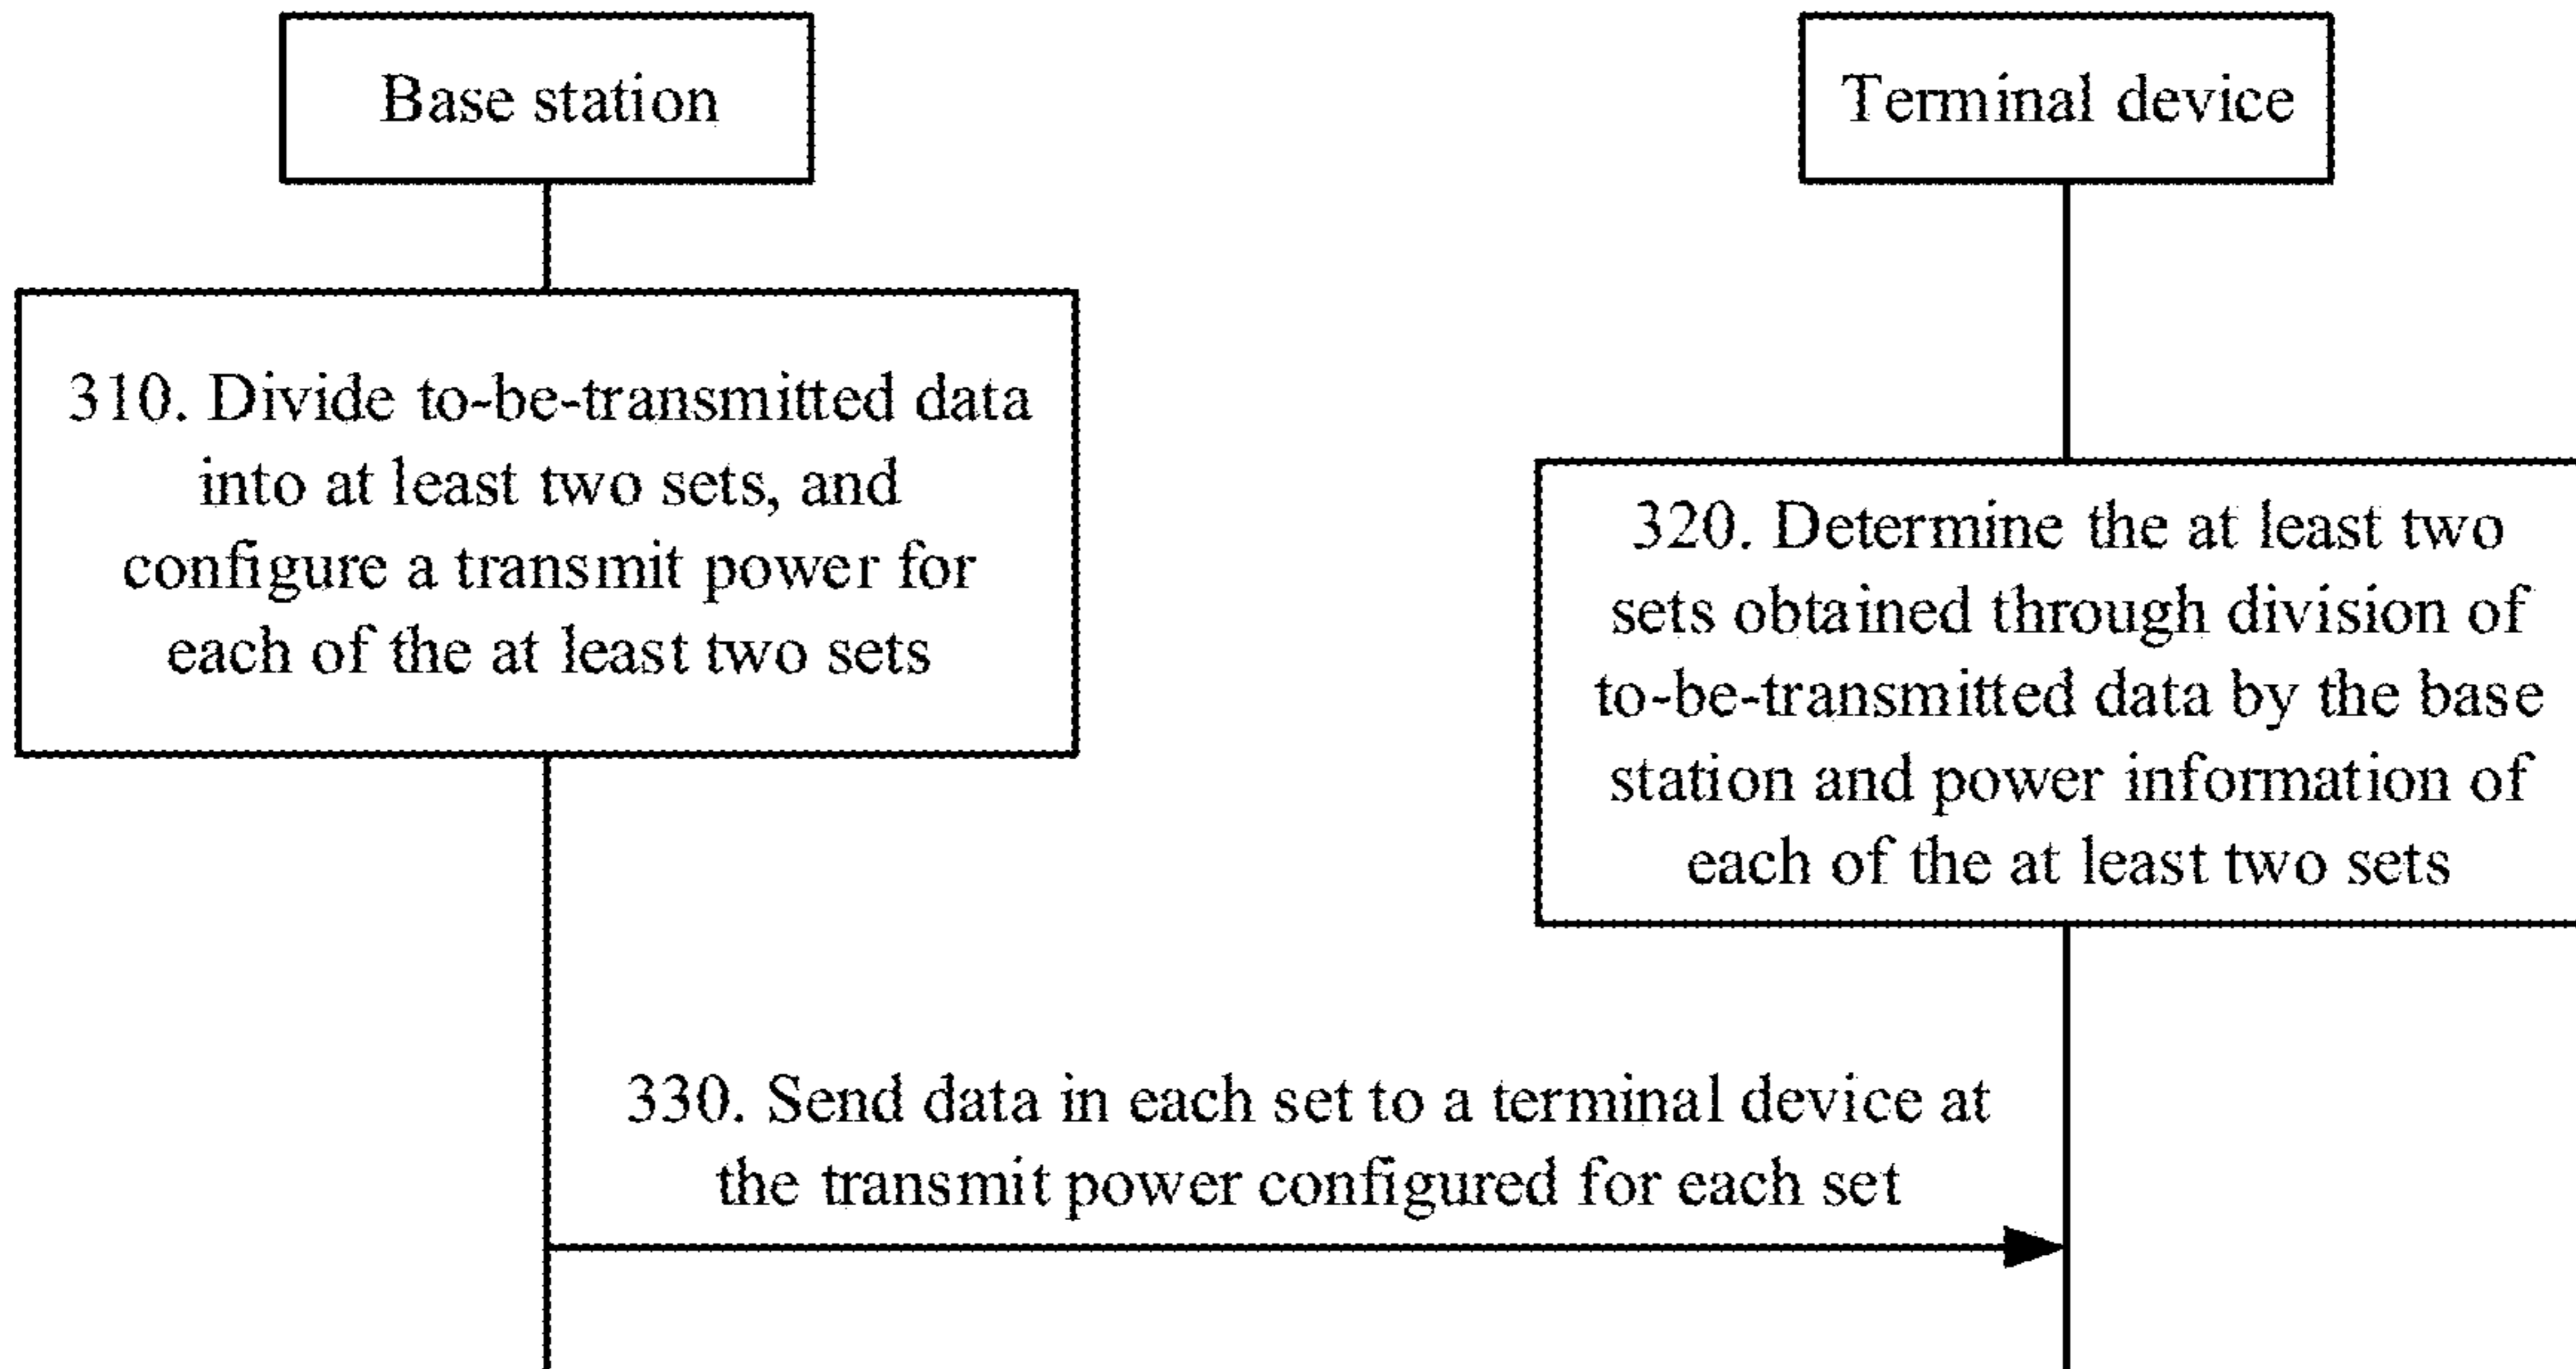 Base station
Terminal device
310. Divide to-be-transmitted data
into at least two sets, and
configure a transmit power for
each of the at least two sets
320. Determine the at least two
sets obtained through division of
to-be-transmitted data by the base
station and power information of
each of the at least two sets
330. Send data in each set to a terminal device at
the transmit power configured for each set